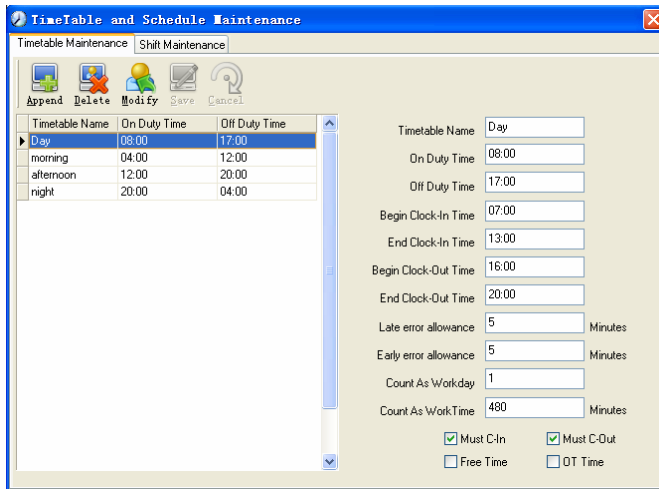 TimeTable and Schedule Maintenance
Timetable Maintenance Shift Maintenance
Append Delete Modify Save Cancel
Timetable Name On Duty Time Off Duty Time
Day 08:00 17:00
morning 04:00 12:00
afternoon 12:00 20:00
night 20:00 04:00
Timetable Name Day
On Duty Time 08:00
Off Duty Time 17:00
Begin Clock-In Time 07:00
End Clock-In Time 13:00
Begin Clock-Out Time 16:00
End Clock-Out Time 20:00
Late error allowance 5 Minutes
Early error allowance 5 Minutes
Count As Workday 1
Count As WorkTime 480 Minutes
Must C-In Must C-Out
Free Time OT Time